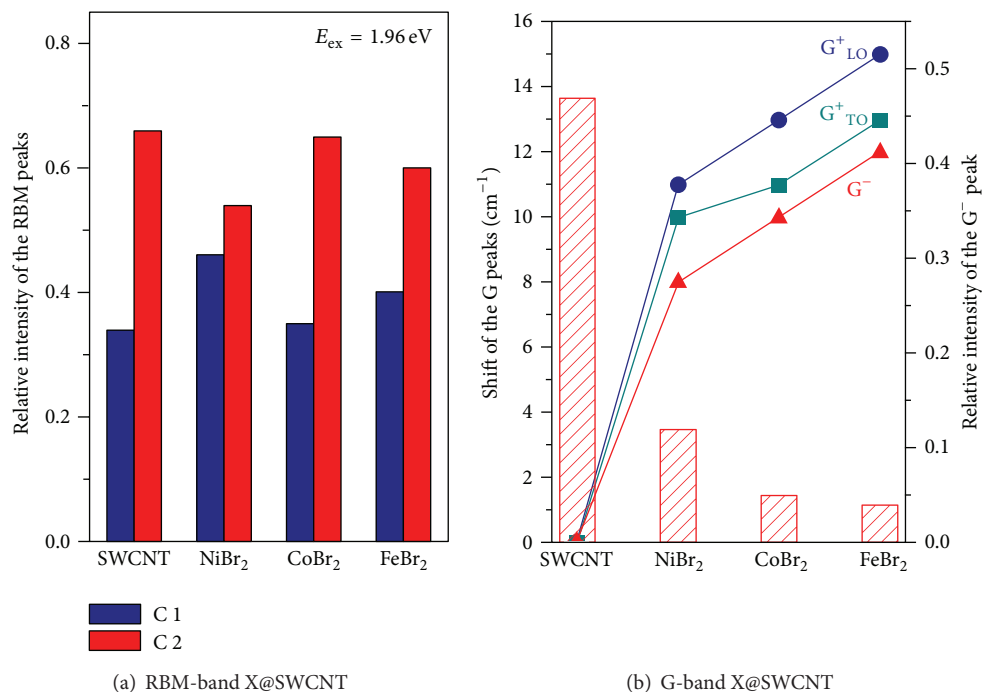 E_ex = 1.96 eV
Relative intensity of the RBM peaks
0.8
0.6
0.4
0.2
0.0
SWCNT NiBr₂ CoBr₂ FeBr₂
C 1
C 2
(a) RBM-band X@SWCNT
Shift of the G peaks (cm⁻¹)
16
14
12
10
8
6
4
2
0
G⁺LO
G⁺TO
G⁻
0.5
0.4
0.3
0.2
0.1
0.0
Relative intensity of the G⁻ peak
SWCNT NiBr₂ CoBr₂ FeBr₂
(b) G-band X@SWCNT